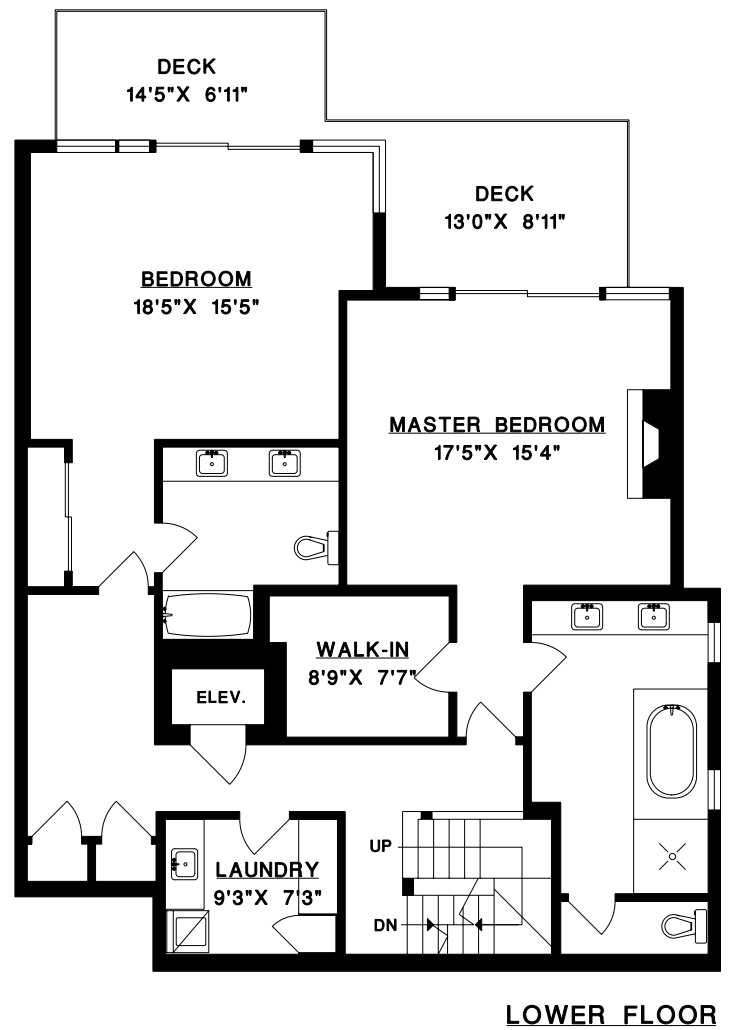 DECK
14'5"X 6'11"
DECK
13'0"X 8'11"
BEDROOM
18'5"X 15'5"
MASTER BEDROOM
17'5"X 15'4"
WALK-IN
8'9"X 7'7"
ELEV.
UP
LAUNDRY
9'3"X 7'3"
DN
LOWER FLOOR